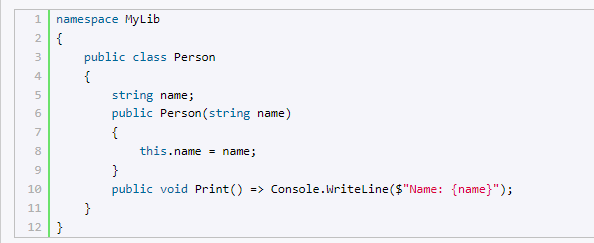 1 namespace MyLib
2 {
3     public class Person
4     {
5         string name;
6         public Person(string name)
7         {
8             this.name = name;
9         }
10         public void Print() => Console.WriteLine($"Name: {name}");
11     }
12 }